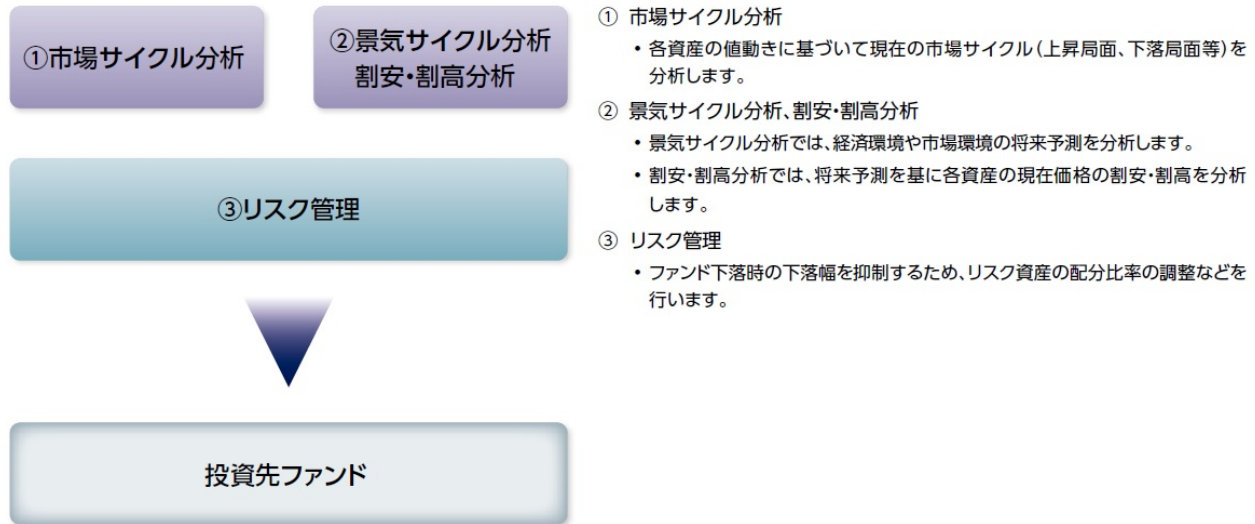 ①市場サイクル分析
②景気サイクル分析
割安・割高分析
③リスク管理
投資先ファンド
① 市場サイクル分析
• 各資産の値動きに基づいて現在の市場サイクル(上昇局面、下落局面等)を
分析します。
② 景気サイクル分析、割安・割高分析
• 景気サイクル分析では、経済環境や市場環境の将来予測を分析します。
• 割安・割高分析では、将来予測を基に各資産の現在価格の割安・割高を分析
します。
③ リスク管理
• ファンド下落時の下落幅を抑制するため、リスク資産の配分比率の調整などを
行います。